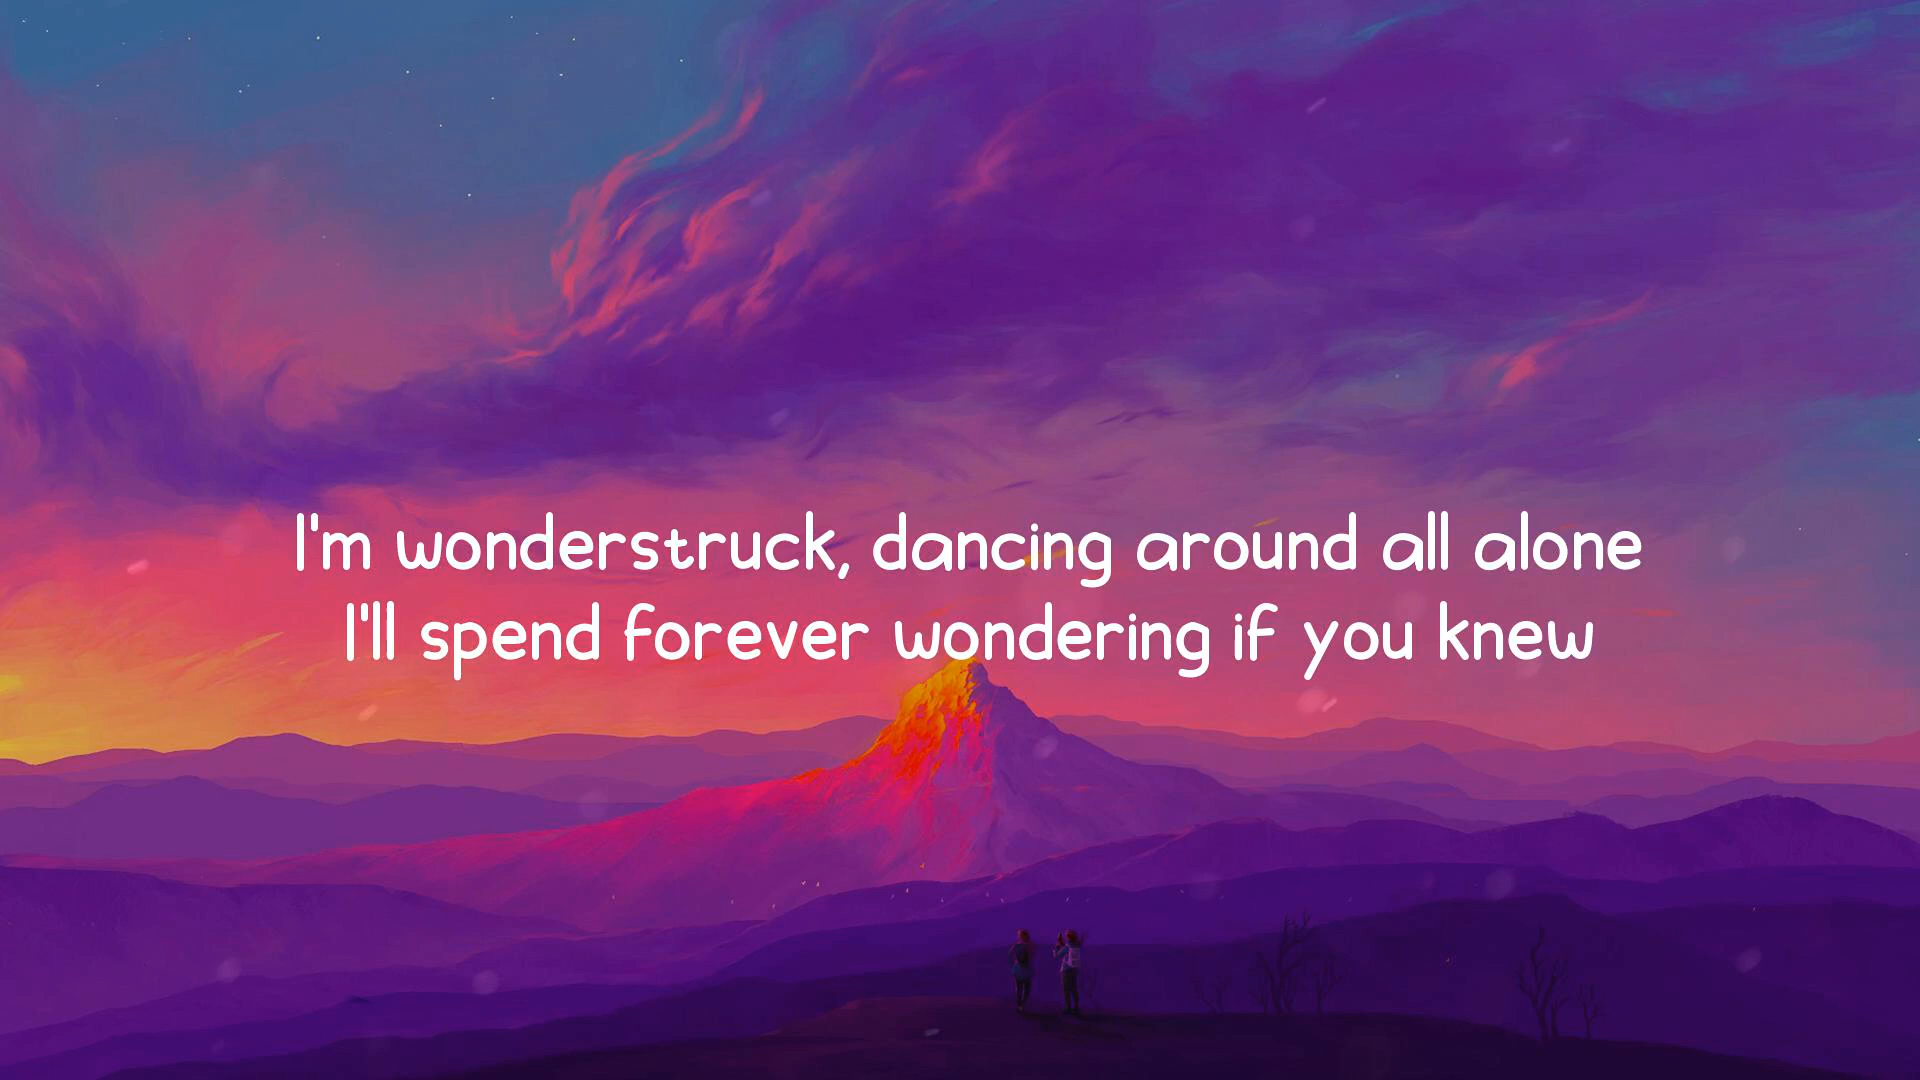 I'm wonderstruck, dancing around all alone
I'll spend forever wondering if you knew